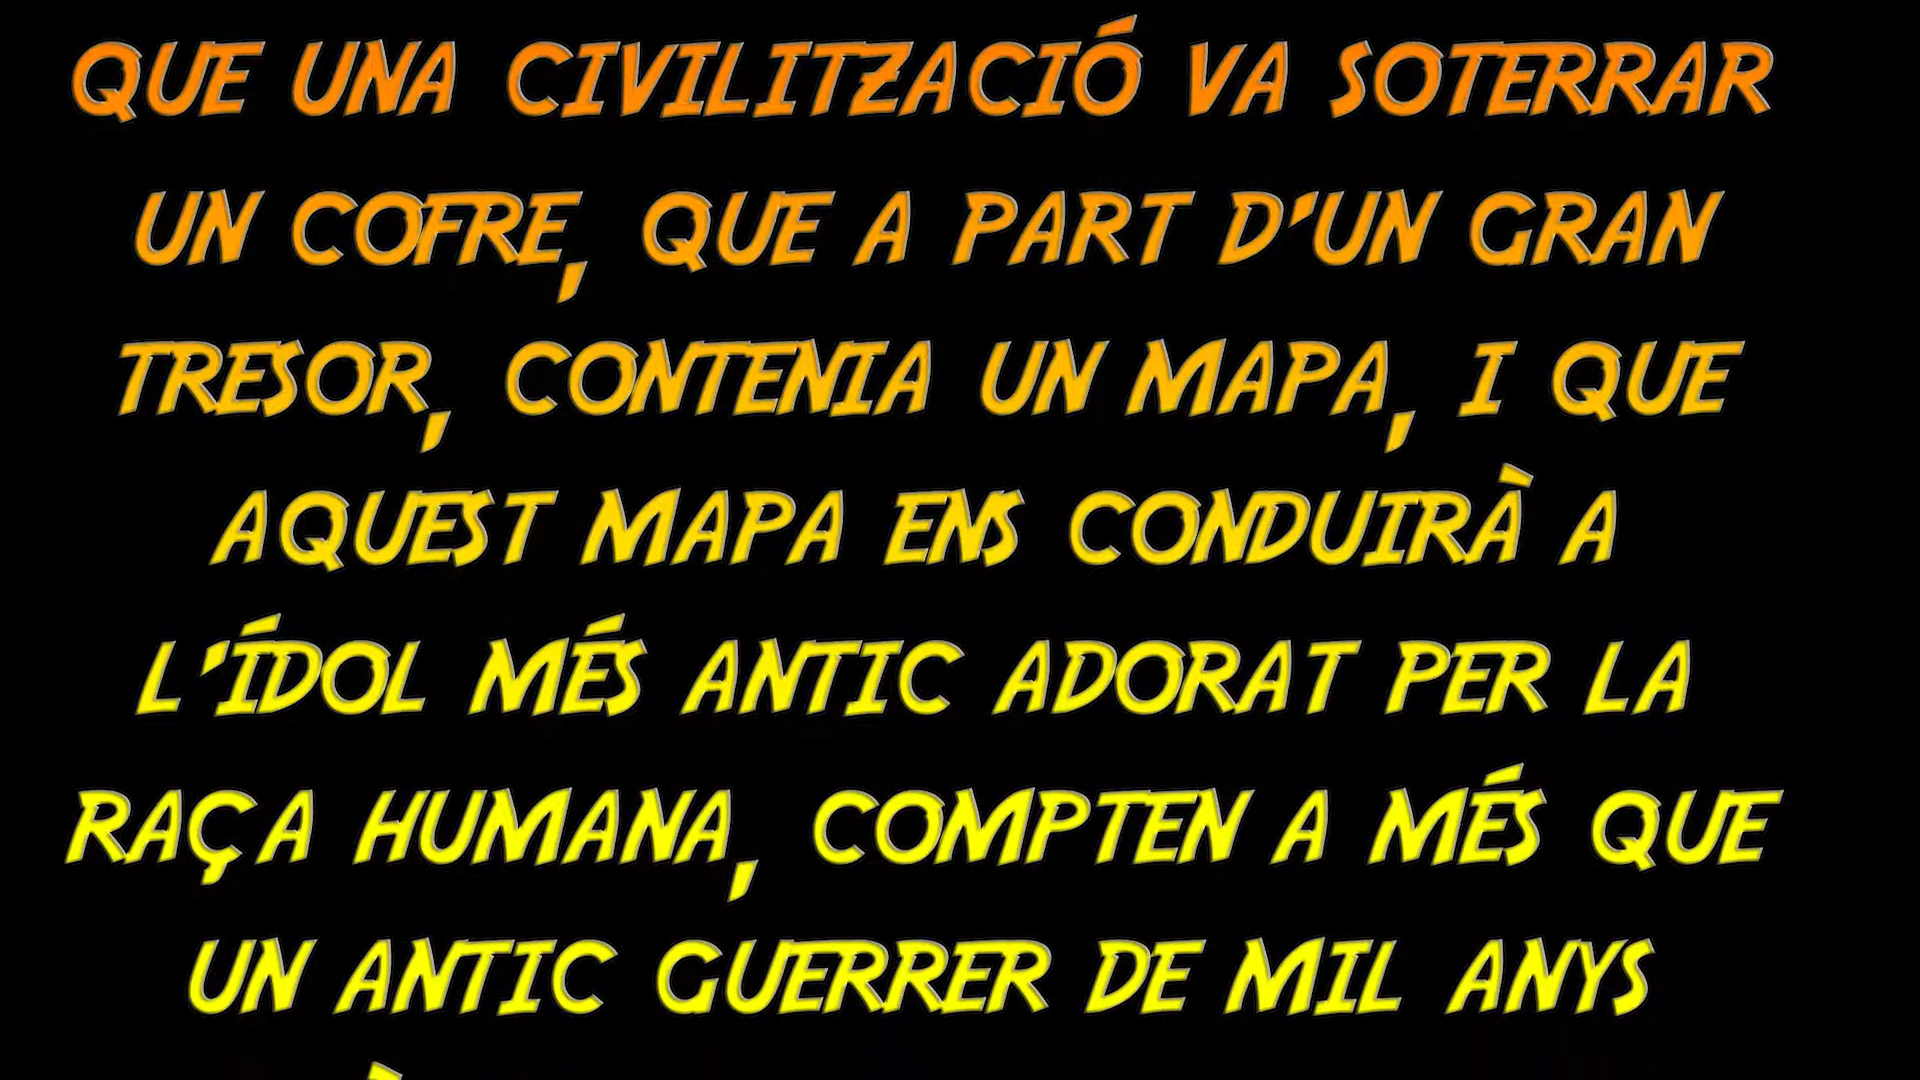 QUE UNA CIVILITZACIÓ VA SOTERRAR
UN COFRE, QUE A PART D'UN GRAN
TRESOR, CONTENIA UN MAPA, I QUE
AQUEST MAPA ENS CONDUIRÀ A
L'ÍDOL MÉS ANTIC ADORAT PER LA
RAÇA HUMANA, COMPTEN A MÉS QUE
UN ANTIC GUERRER DE MIL ANYS